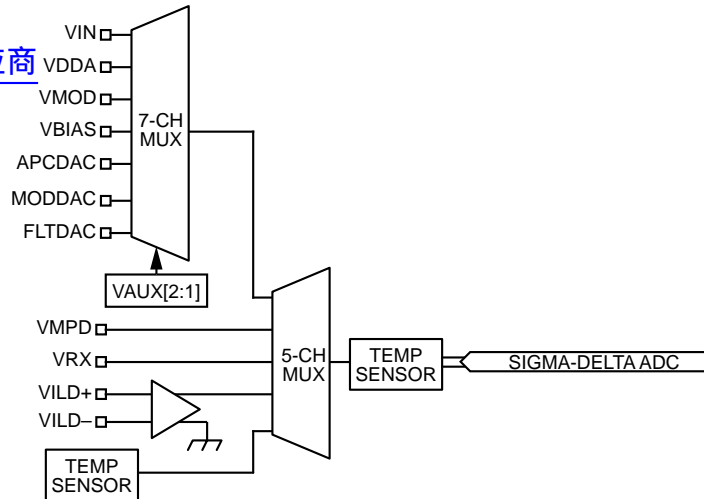 VIN
商
VDDA
VMOD
VBIAS
APCDAC
MODDAC
FLTDAC
7-CH
MUX
VAUX[2:1]
VMPD
VRX
VILD+
VILD–
TEMP
SENSOR
5-CH
MUX
TEMP
SENSOR
SIGMA-DELTA ADC